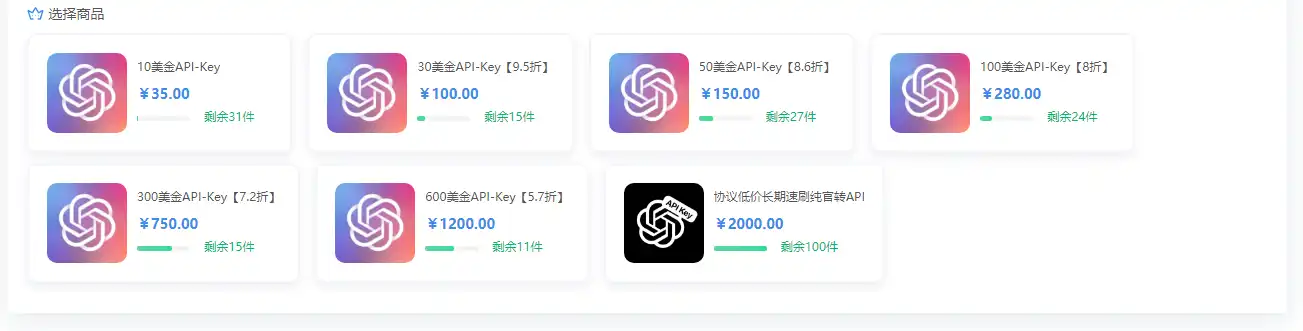 选择商品
10美金API-Key
￥35.00
剩余31件
30美金API-Key【9.5折】
￥100.00
剩余15件
50美金API-Key【8.6折】
￥150.00
剩余27件
100美金API-Key【8折】
￥280.00
剩余24件
300美金API-Key【7.2折】
￥750.00
剩余15件
600美金API-Key【5.7折】
￥1200.00
剩余11件
API Key
协议低价长期速刷纯官转API
￥2000.00
剩余100件